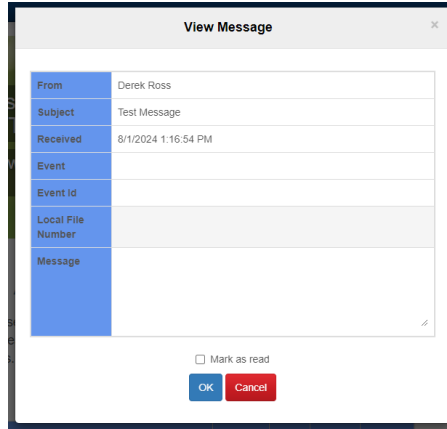 View Message
×
From Derek Ross
Subject Test Message
Received 8/1/2024 1:16:54 PM
Event
Event Id
Local File
Number
Message
Mark as read
OK Cancel